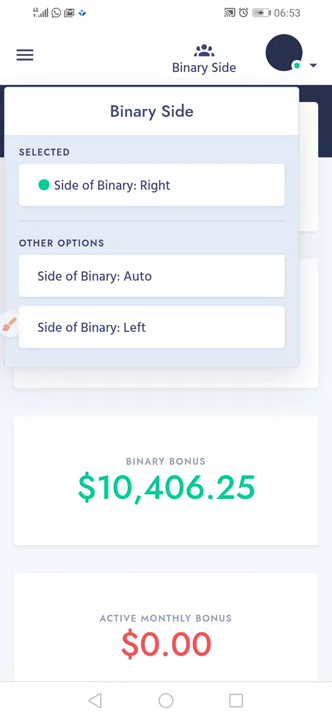 06:53
Binary Side
Binary Side
SELECTED
Side of Binary: Right
OTHER OPTIONS
Side of Binary: Auto
Side of Binary: Left
BINARY BONUS
$10,406.25
ACTIVE MONTHLY BONUS
$0.00